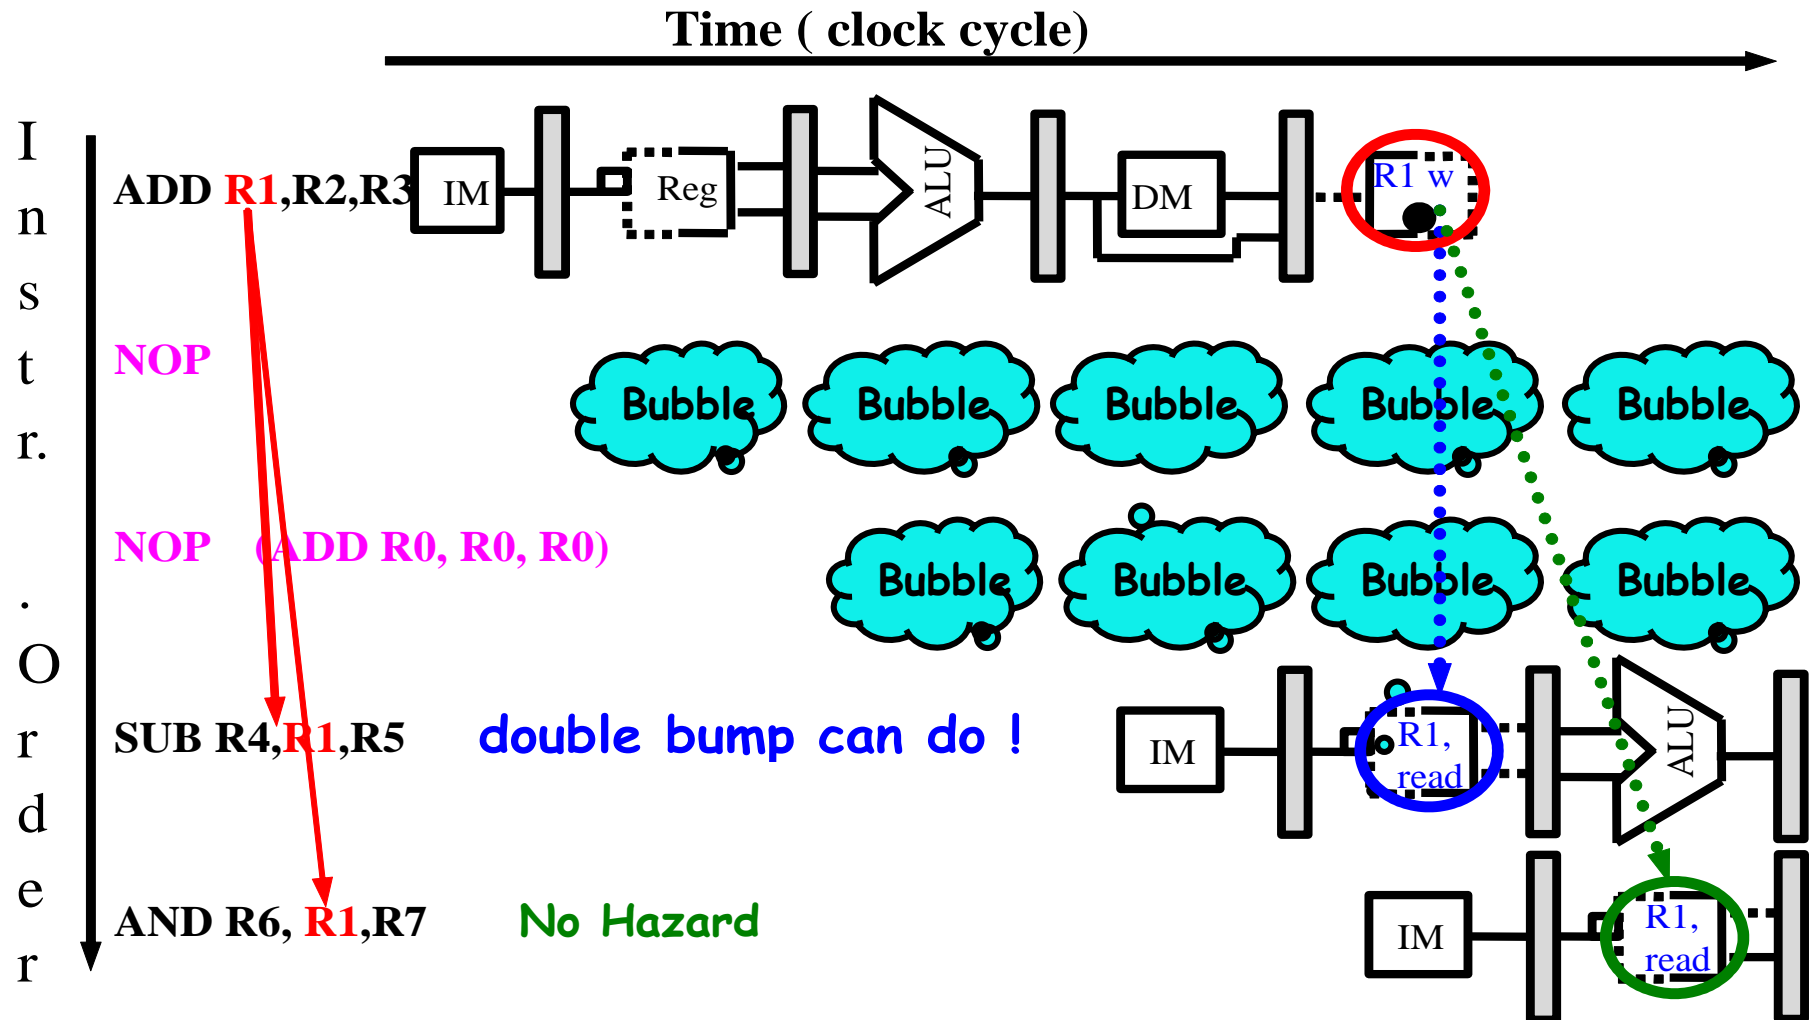 Time ( clock cycle)
Instr.
. Order
ADD R1,R2,R3
IM
Reg
ALU
DM
R1 w
NOP
Bubble
Bubble
Bubble
Bubble
Bubble
NOP (ADD R0, R0, R0)
Bubble
Bubble
Bubble
Bubble
SUB R4,R1,R5
double bump can do !
IM
R1,
read
ALU
AND R6, R1,R7
No Hazard
IM
R1,
read